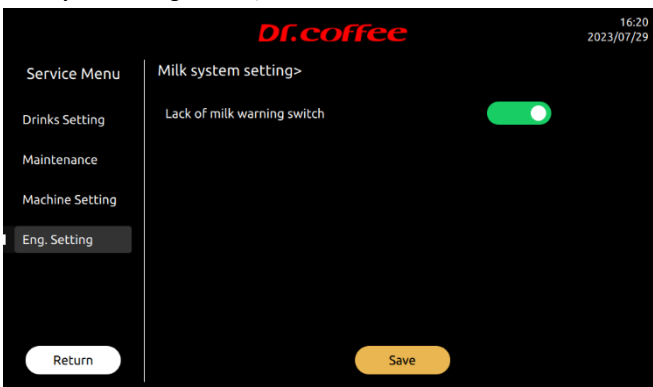 Dr.coffee
16:20
2023/07/29
Service Menu
Milk system setting>
Drinks Setting
Lack of milk warning switch
Maintenance
Machine Setting
Eng. Setting
Return
Save